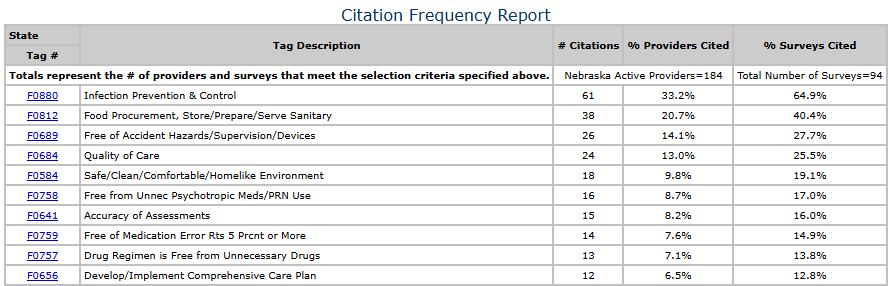 Citation Frequency Report
State
Tag # Tag Description # Citations % Providers Cited % Surveys Cited
Totals represent the # of providers and surveys that meet the selection criteria specified above. Nebraska Active Providers=184 Total Number of Surveys=94
F0880 Infection Prevention & Control 61 33.2% 64.9%
F0812 Food Procurement, Store/Prepare/Serve Sanitary 38 20.7% 40.4%
F0689 Free of Accident Hazards/Supervision/Devices 26 14.1% 27.7%
F0684 Quality of Care 24 13.0% 25.5%
F0584 Safe/Clean/Comfortable/Homelike Environment 18 9.8% 19.1%
F0758 Free from Unnec Psychotropic Meds/PRN Use 16 8.7% 17.0%
F0641 Accuracy of Assessments 15 8.2% 16.0%
F0759 Free of Medication Error Rts 5 Prcnt or More 14 7.6% 14.9%
F0757 Drug Regimen is Free from Unnecessary Drugs 13 7.1% 13.8%
F0656 Develop/Implement Comprehensive Care Plan 12 6.5% 12.8%